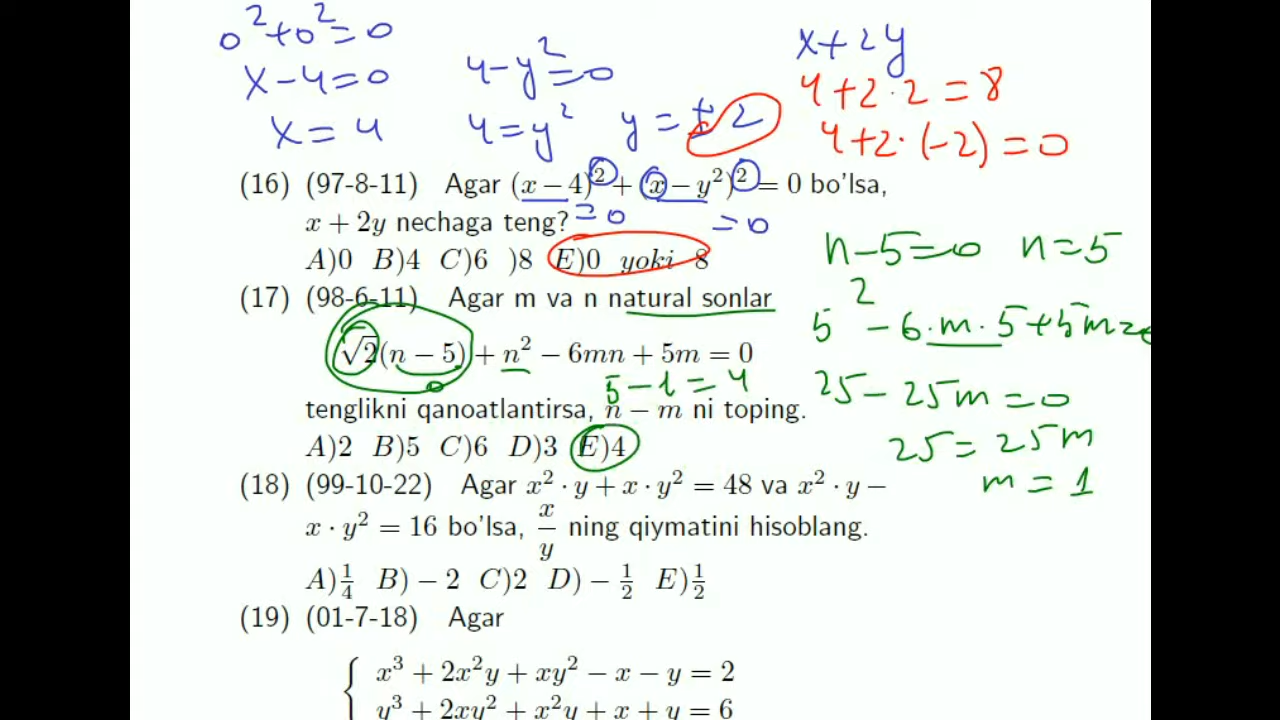 0² + 0² = 0
x - 4 = 0   4 - y² = 0   x + 2y
x = 4   4 = y²   y = ± 2   4 + 2 · 2 = 8
4 + 2 · (-2) = 0
(16) (97-8-11) Agar (x − 4)² + (x − y²)² = 0 bo'lsa,
x + 2y nechaga teng? = 0   = 0
A)0 B)4 C)6 )8 E)0 yoki 8
n - 5 = 0   n = 5
(17) (98-6-11) Agar m va n natural sonlar
5² - 6 · m · 5 + 5m =
√2(n − 5) + n² − 6mn + 5m = 0
0   5 - 1 = 4   25 - 25m = 0
tenglikni qanoatlantirsa, n − m ni toping.
A)2 B)5 C)6 D)3 E)4   25 = 25m
(18) (99-10-22) Agar x² · y + x · y² = 48 va x² · y −   m = 1
x · y² = 16 bo'lsa, x/y ning qiymatini hisoblang.
A)1/4 B) − 2 C)2 D) − 1/2 E)1/2
(19) (01-7-18) Agar
{ x³ + 2x²y + xy² − x − y = 2
y³ + 2xy² + x²y + x + y = 6